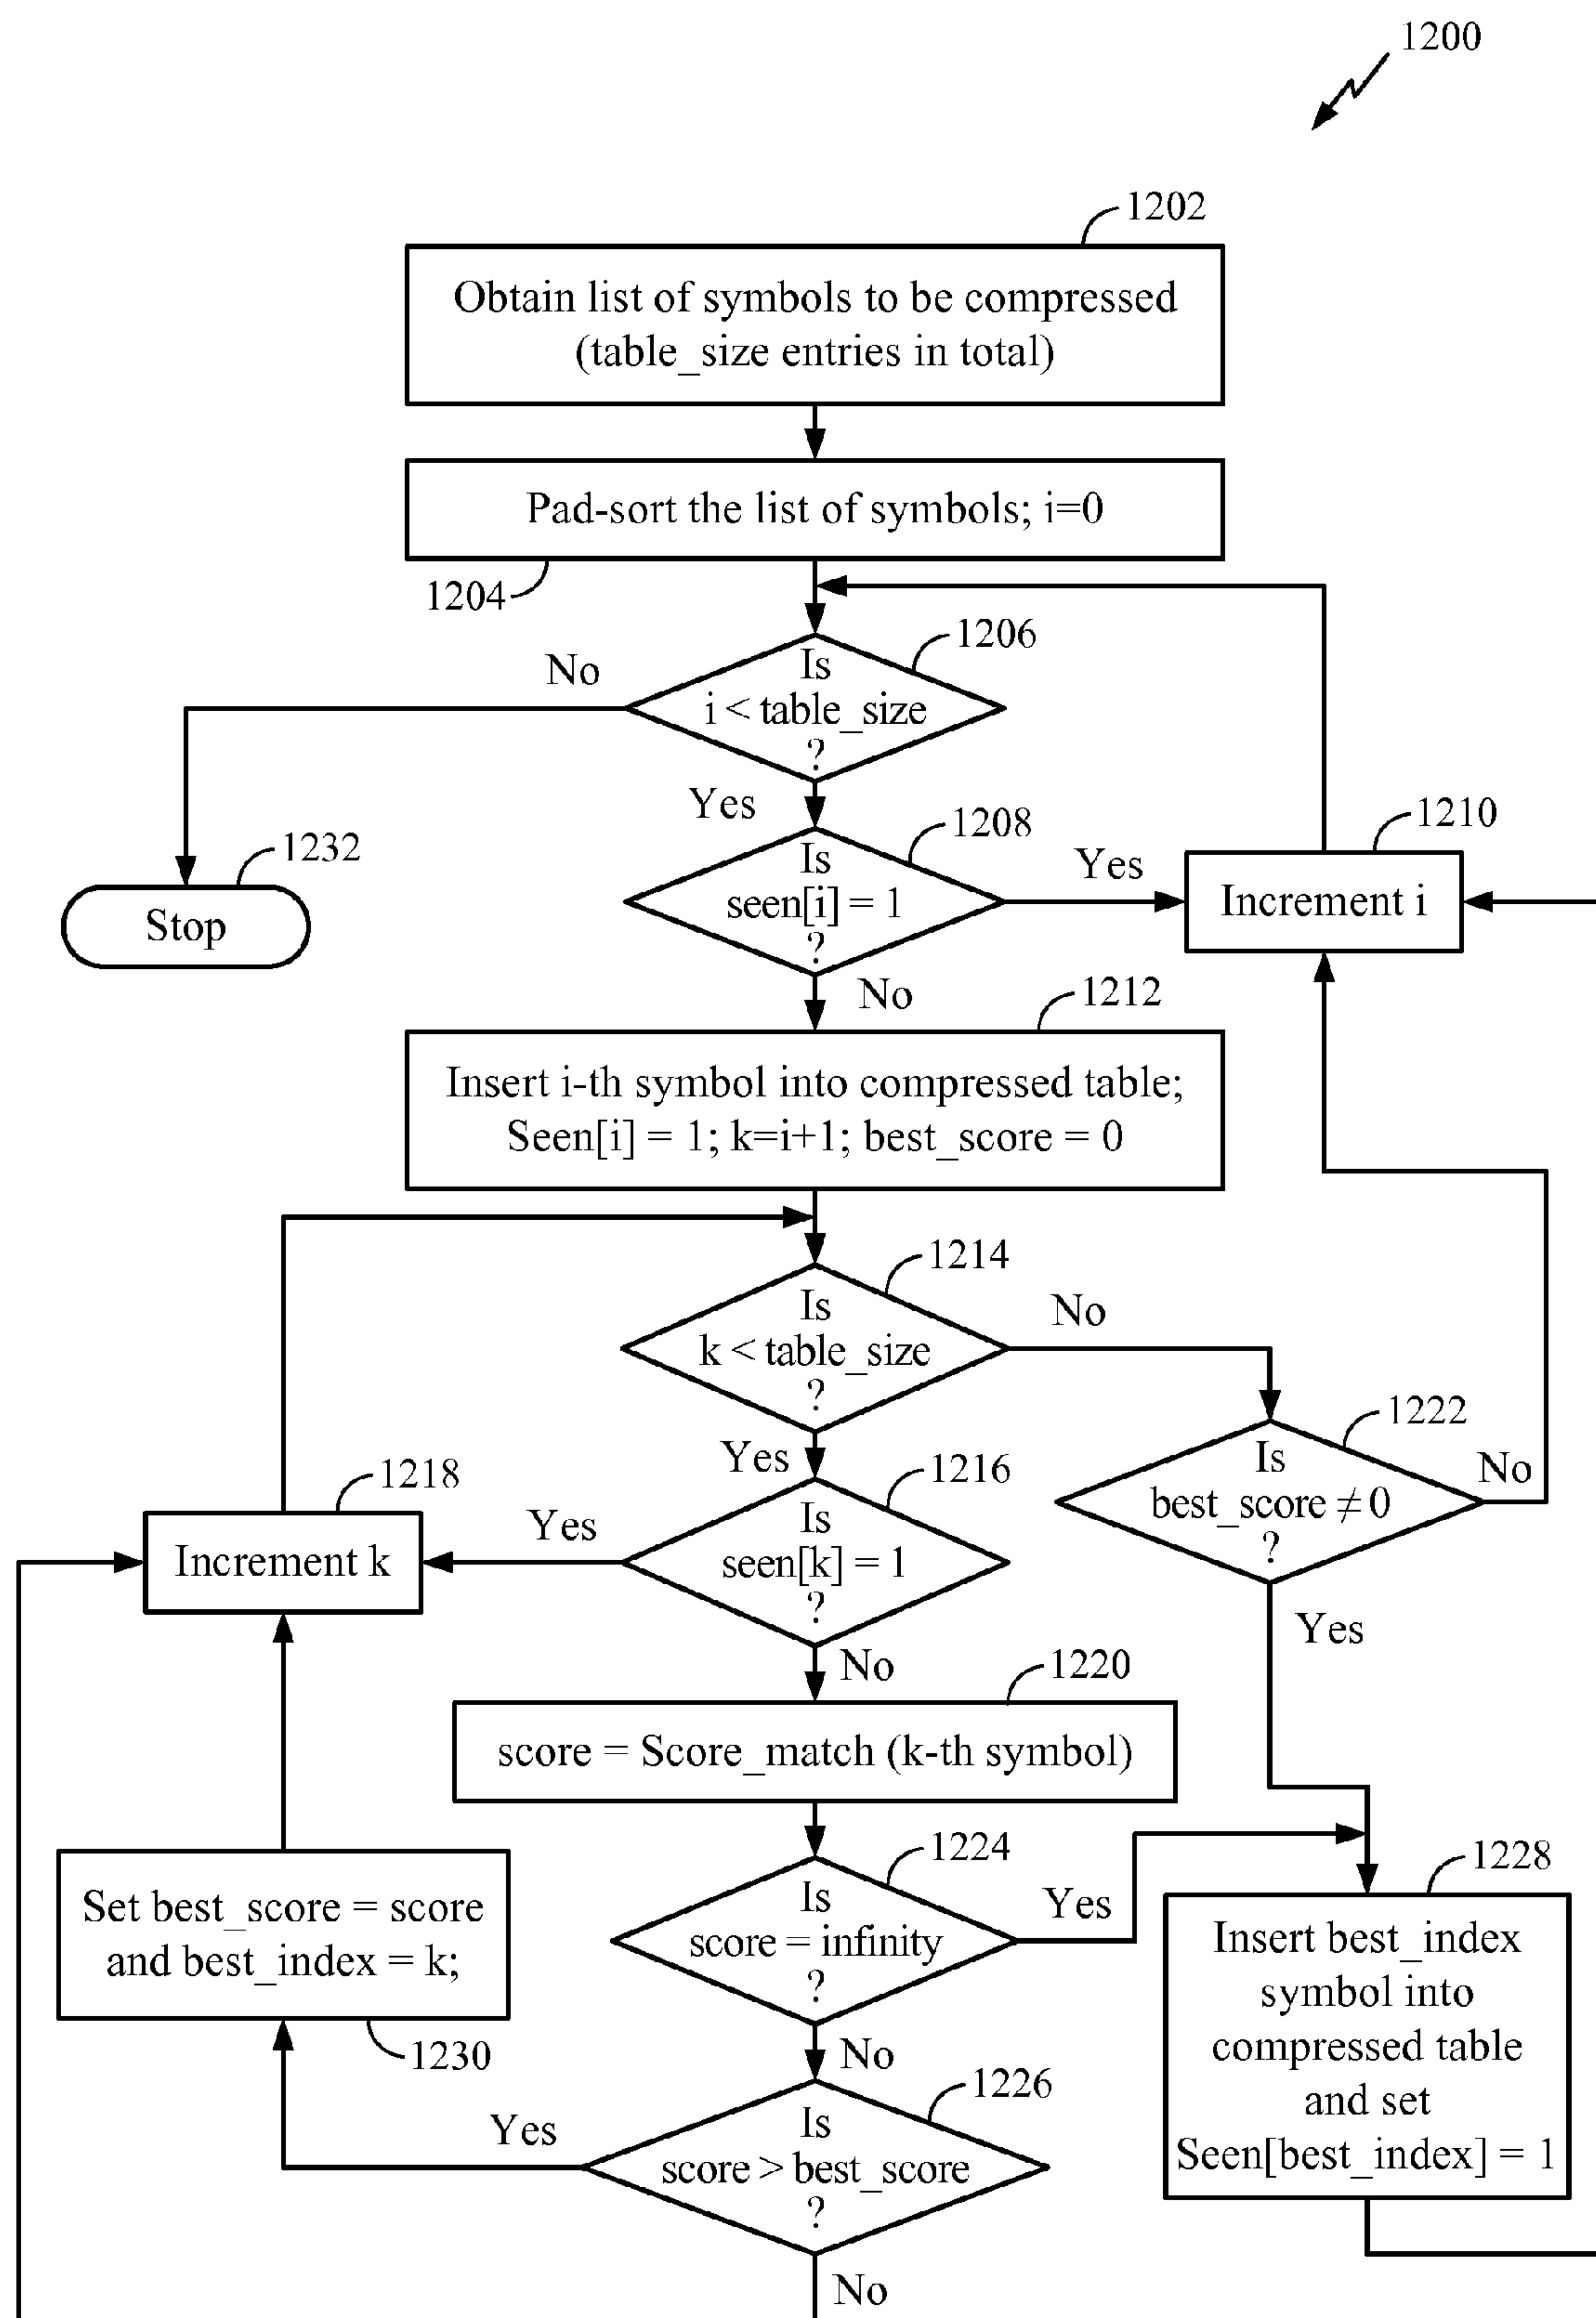 1200
1202
Obtain list of symbols to be compressed
(table_size entries in total)
Pad-sort the list of symbols; i=0
1204
1206
No
Is
i < table_size
?
Yes
1208
1210
1232
Is
seen[i] = 1
?
Yes
Increment i
Stop
No
1212
Insert i-th symbol into compressed table;
Seen[i] = 1; k=i+1; best_score = 0
1214
Is
k < table_size
?
No
1222
Is
best_score ≠ 0
?
No
Yes
Yes
1216
1218
Is
seen[k] = 1
?
Yes
Increment k
No
1220
score = Score_match (k-th symbol)
1224
Is
score = infinity
?
Yes
1228
Insert best_index
symbol into
compressed table
and set
Seen[best_index] = 1
Set best_score = score
and best_index = k;
1230
No
1226
Is
score > best_score
?
Yes
No